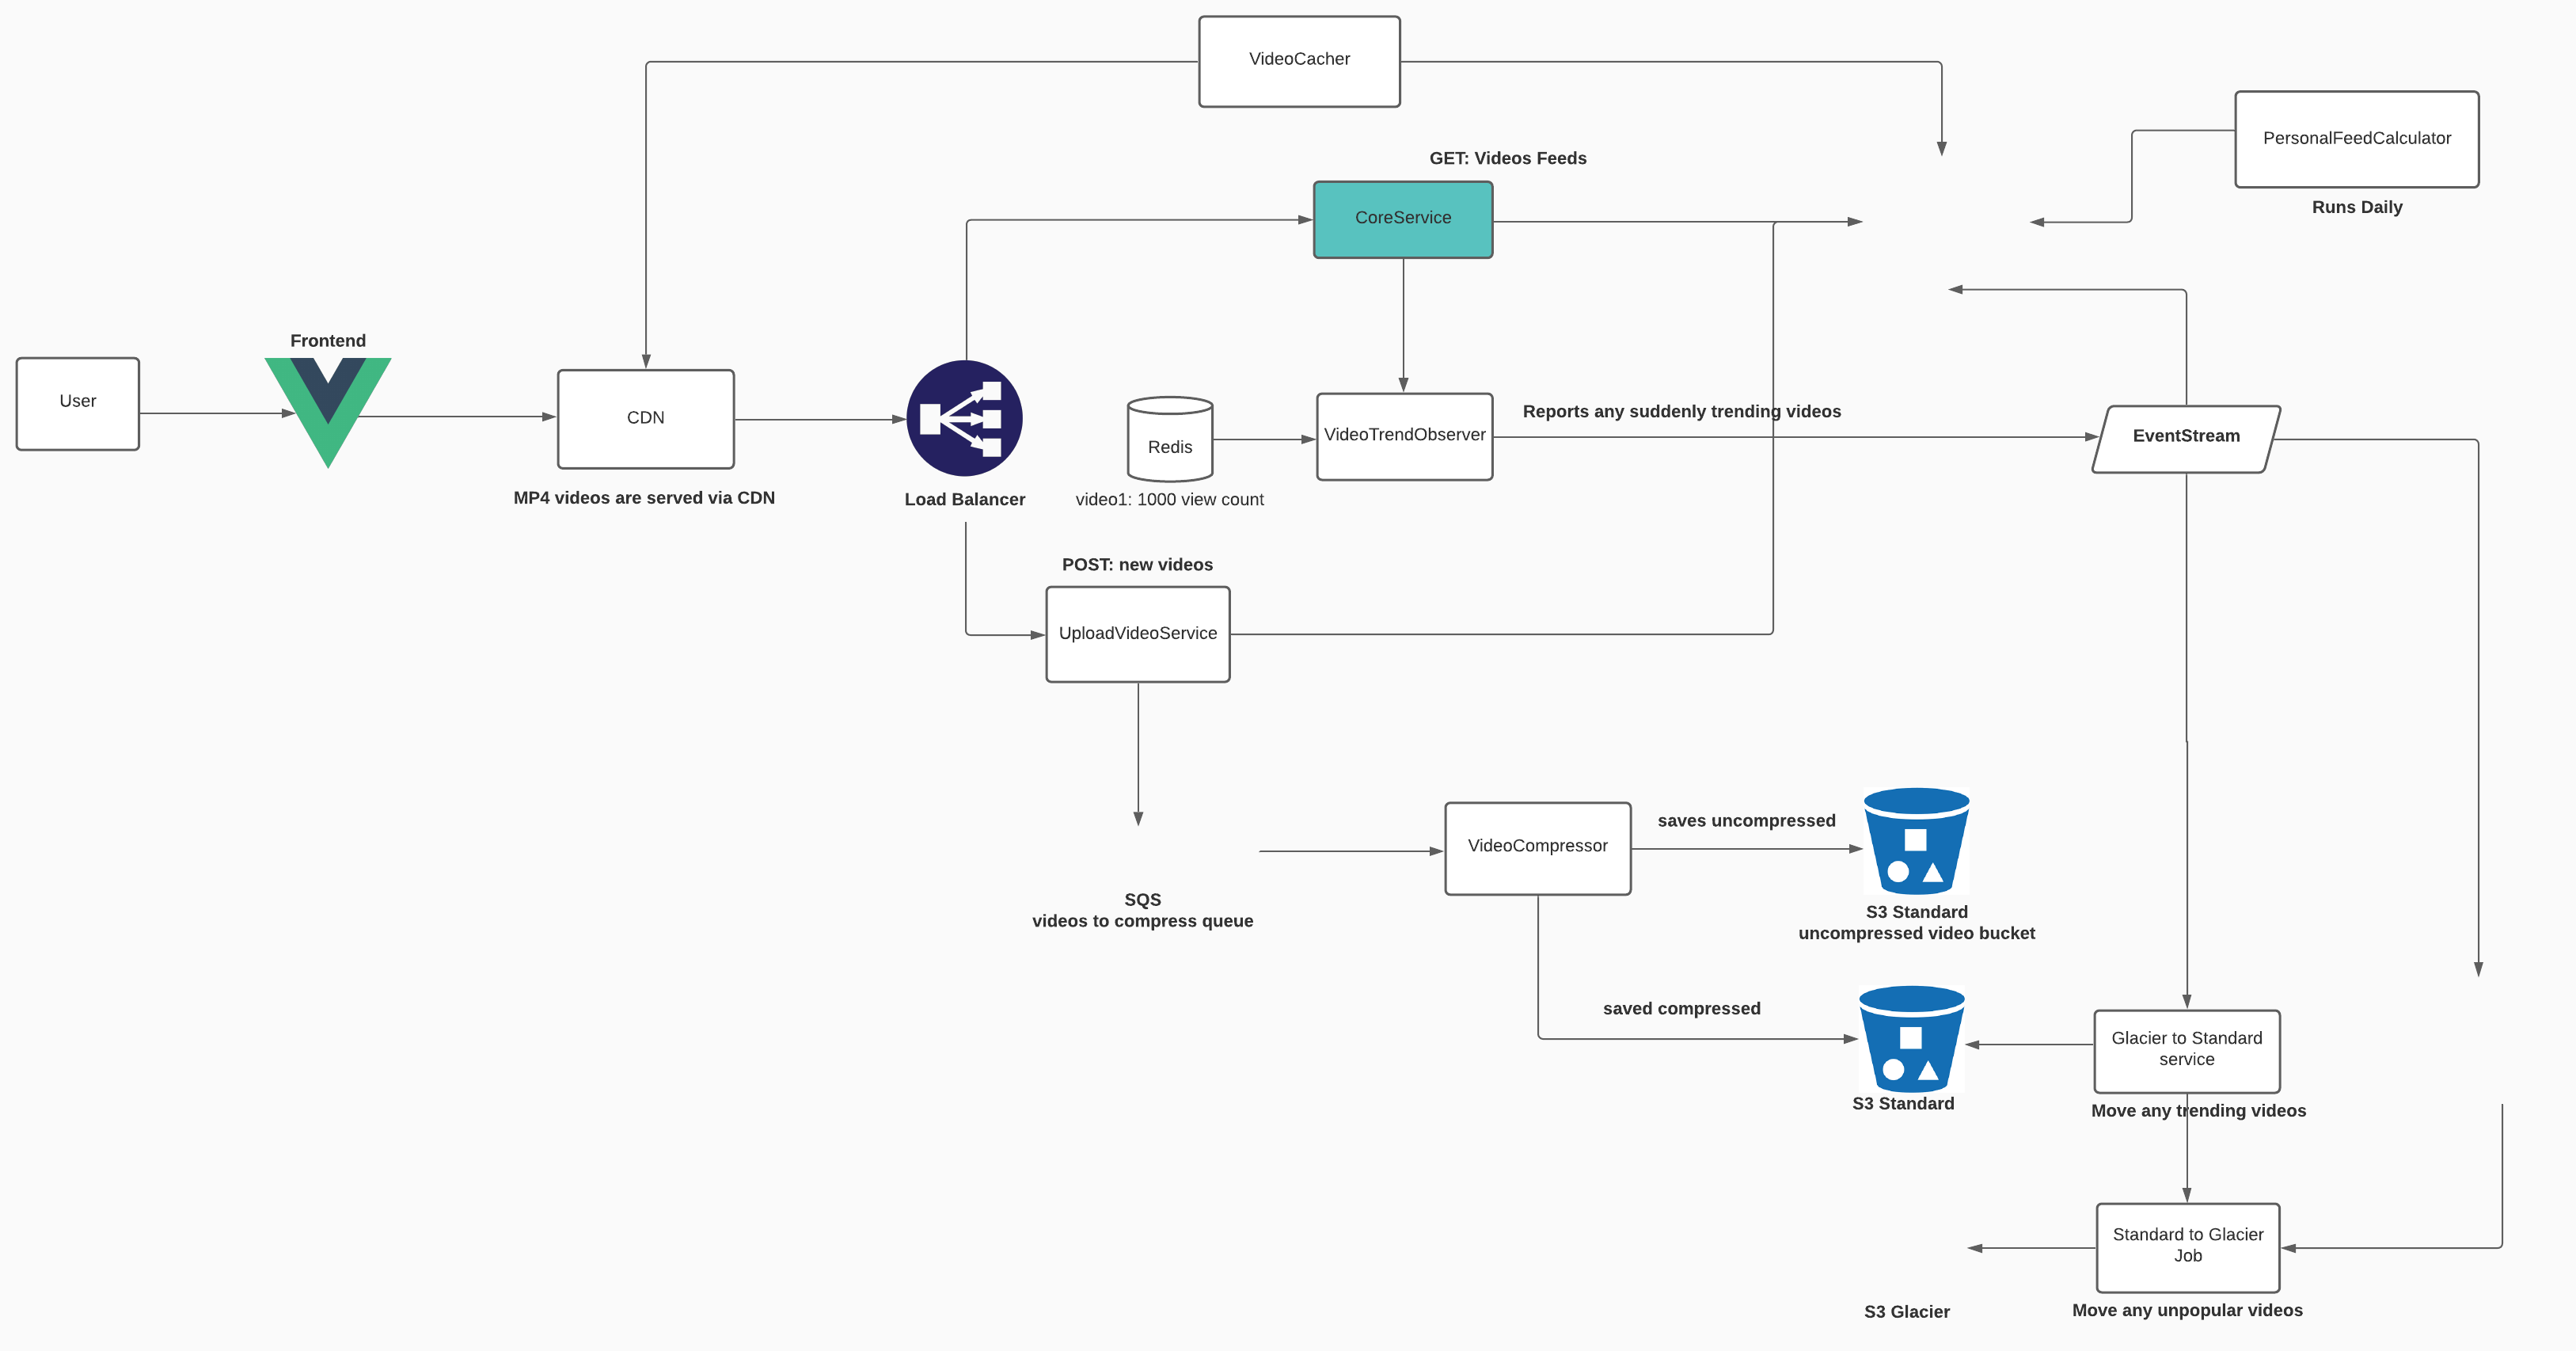 VideoCacher
PersonalFeedCalculator
GET: Videos Feeds
Runs Daily
CoreService
Frontend
User
CDN
MP4 videos are served via CDN
Load Balancer
Redis
video1: 1000 view count
VideoTrendObserver
Reports any suddenly trending videos
EventStream
POST: new videos
UploadVideoService
SQS
videos to compress queue
VideoCompressor
saves uncompressed
S3 Standard
uncompressed video bucket
saved compressed
S3 Standard
Glacier to Standard
service
Move any trending videos
Standard to Glacier
Job
Move any unpopular videos
S3 Glacier